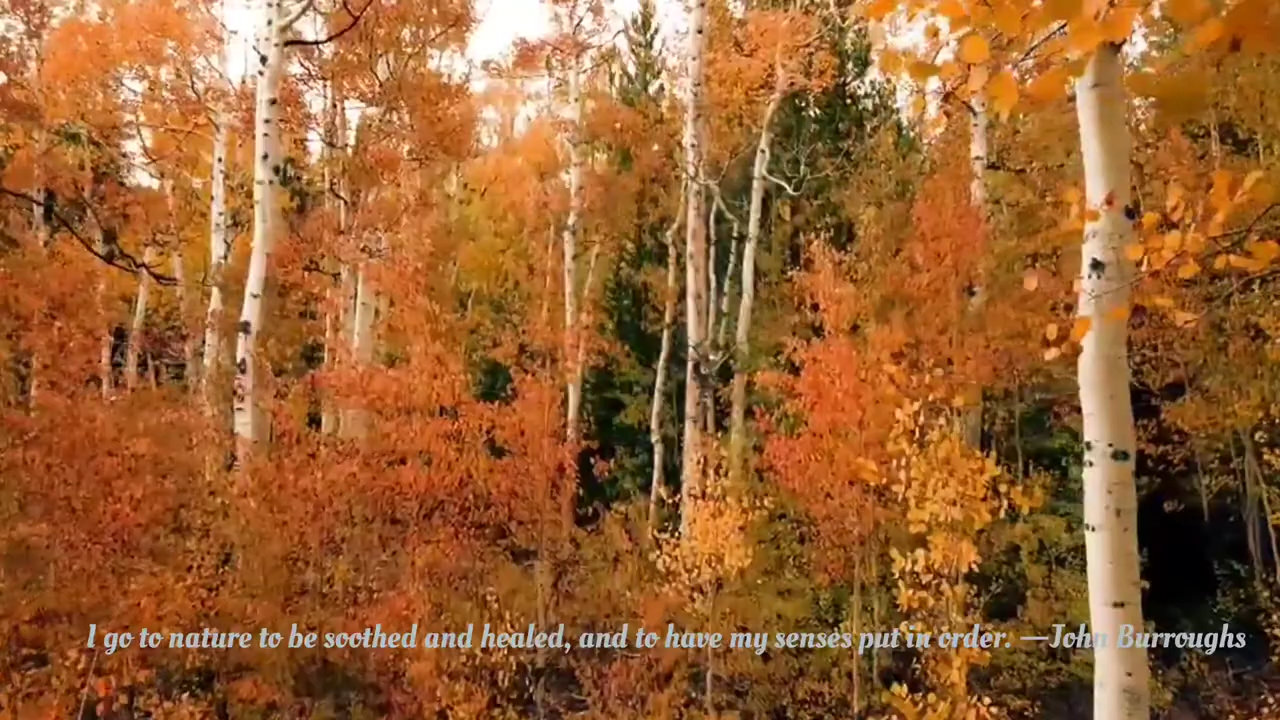 I go to nature to be soothed and healed, and to have my senses put in order. —John Burroughs